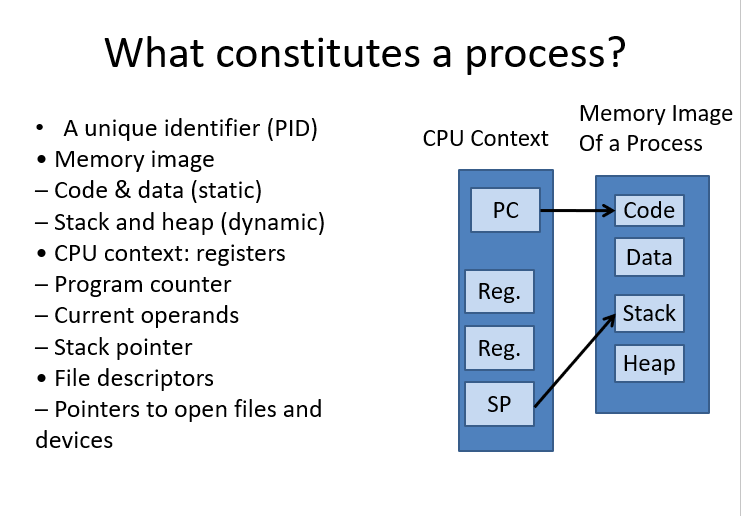 What constitutes a process?
• A unique identifier (PID)
• Memory image
– Code & data (static)
– Stack and heap (dynamic)
• CPU context: registers
– Program counter
– Current operands
– Stack pointer
• File descriptors
– Pointers to open files and
devices
CPU Context
PC
Reg.
Reg.
SP
Memory Image
Of a Process
Code
Data
Stack
Heap